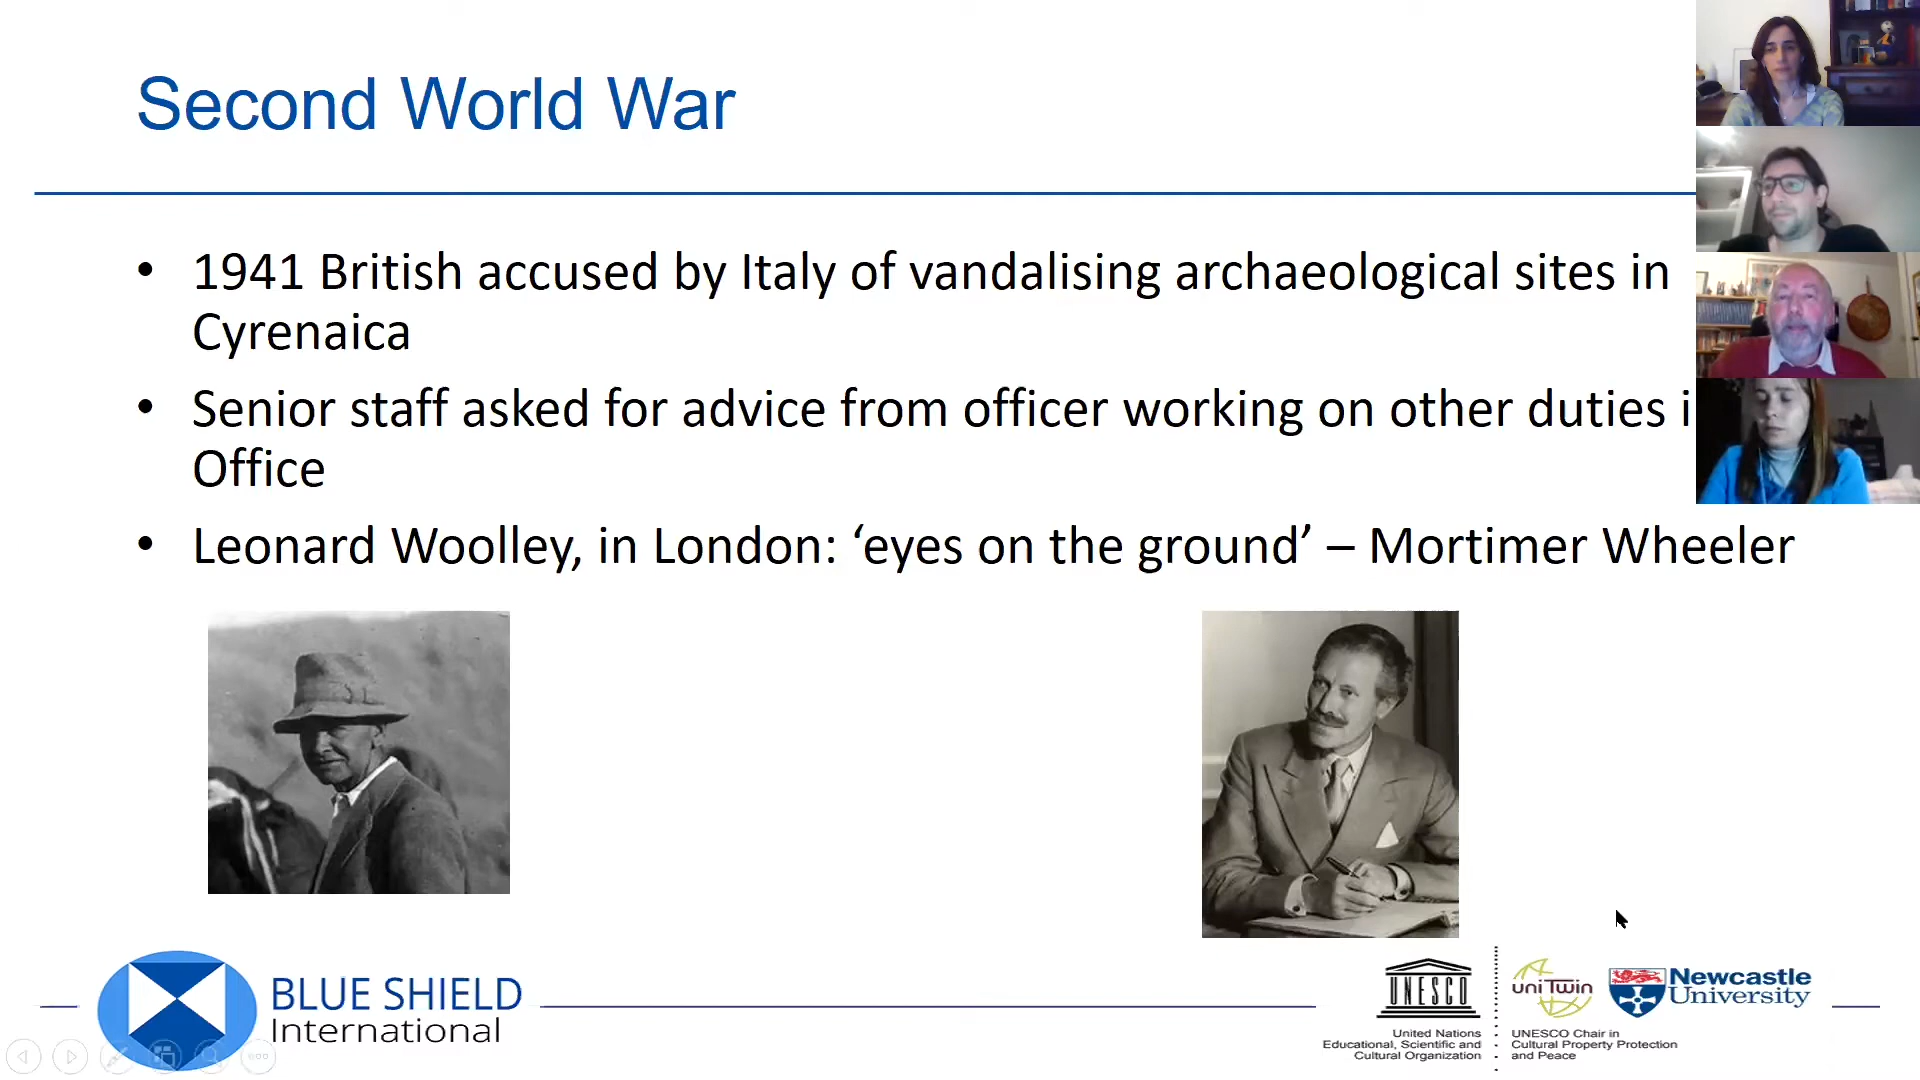 Second World War
• 1941 British accused by Italy of vandalising archaeological sites in
Cyrenaica
• Senior staff asked for advice from officer working on other duties i
Office
• Leonard Woolley, in London: ‘eyes on the ground’ – Mortimer Wheeler
BLUE SHIELD
International
UNESCO
United Nations
Educational, Scientific and
Cultural Organization
uniTwin
UNESCO Chair in
Cultural Property Protection
and Peace
Newcastle
University